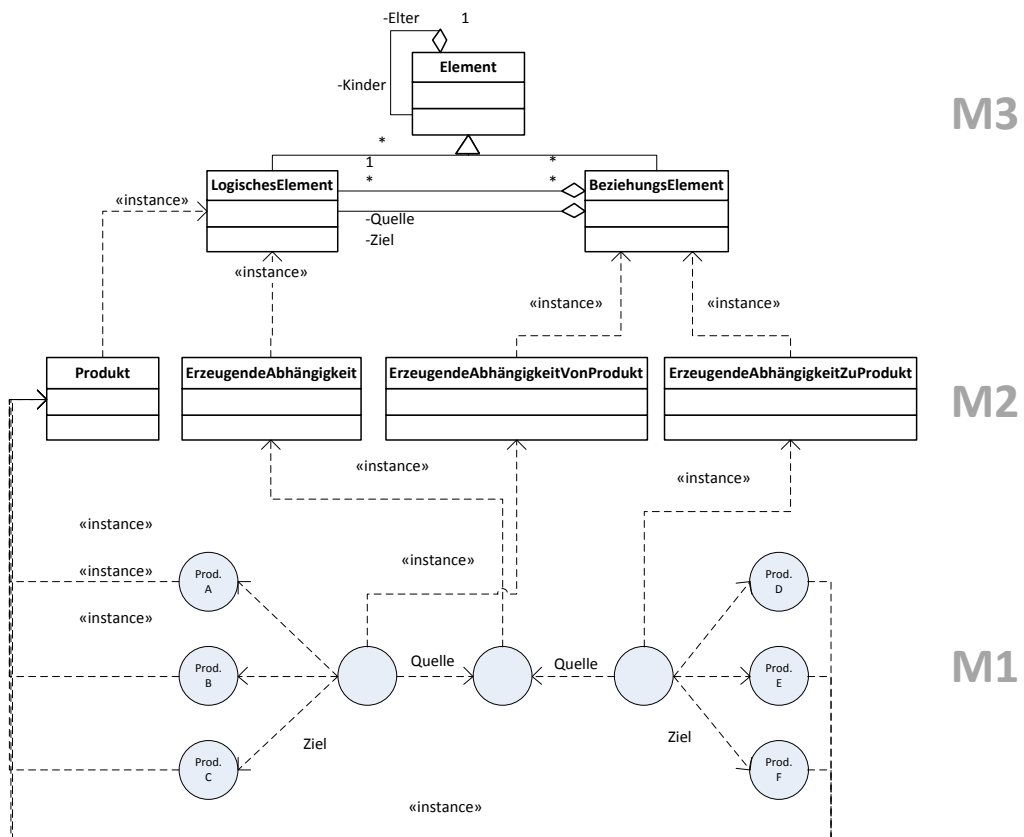 -Elter 1
Element
-Kinder
M3
*
1 *
* *
LogischesElement
BeziehungsElement
«instance»
-Quelle
-Ziel
«instance»
«instance»
«instance»
Produkt
ErzeugendeAbhängigkeit
ErzeugendeAbhängigkeitVonProdukt
ErzeugendeAbhängigkeitZuProdukt
M2
«instance»
«instance»
«instance»
«instance»
«instance»
«instance»
Prod.
A
Prod.
D
Quelle
Quelle
Prod.
B
Prod.
E
M1
Ziel
Ziel
Prod.
C
Prod.
F
«instance»